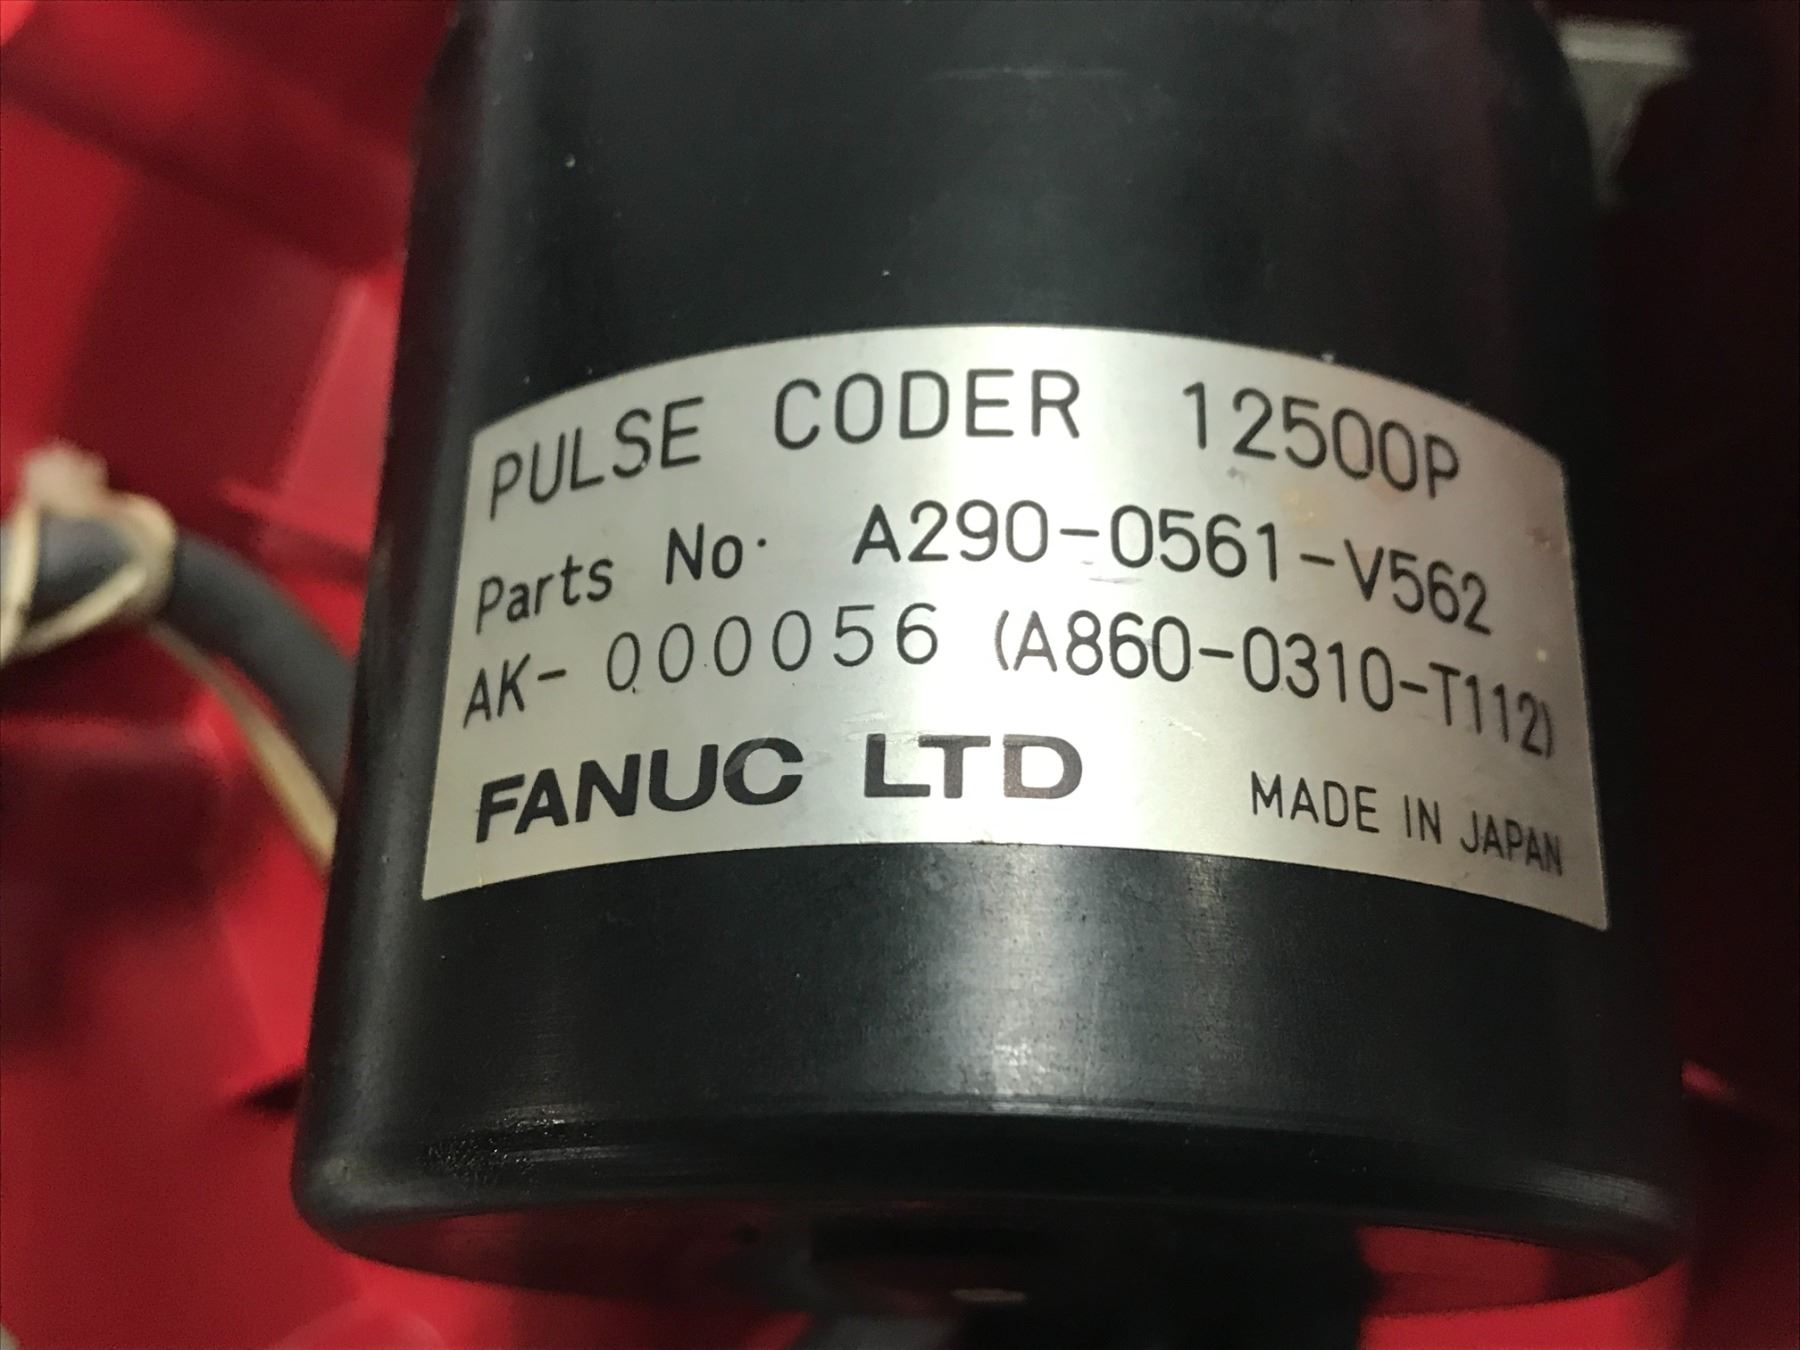 PULSE CODER 12500P
Parts No. A290-0561-V562
AK-000056 (A860-0310-T112)
FANUC LTD MADE IN JAPAN